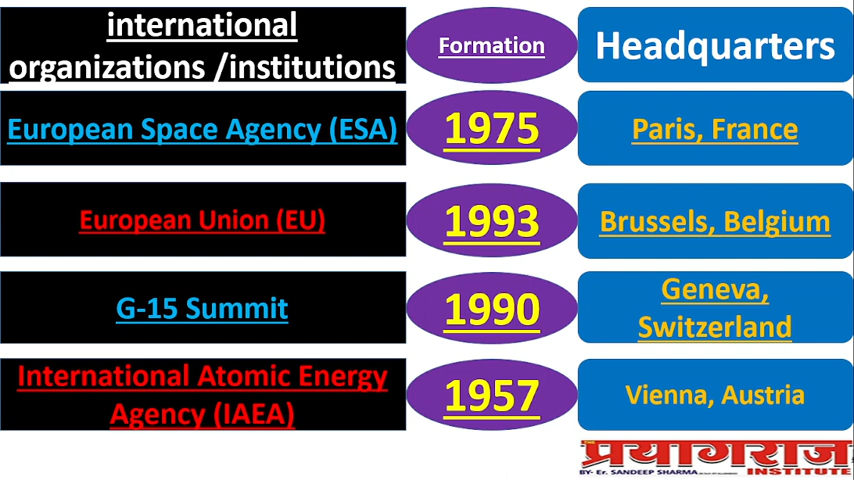 international
organizations /institutions
Formation
Headquarters
European Space Agency (ESA)
1975
Paris, France
European Union (EU)
1993
Brussels, Belgium
G-15 Summit
1990
Geneva,
Switzerland
International Atomic Energy
Agency (IAEA)
1957
Vienna, Austria
THE
प्रयागराज
BY- Er. SANDEEP SHARMA
INSTITUTE